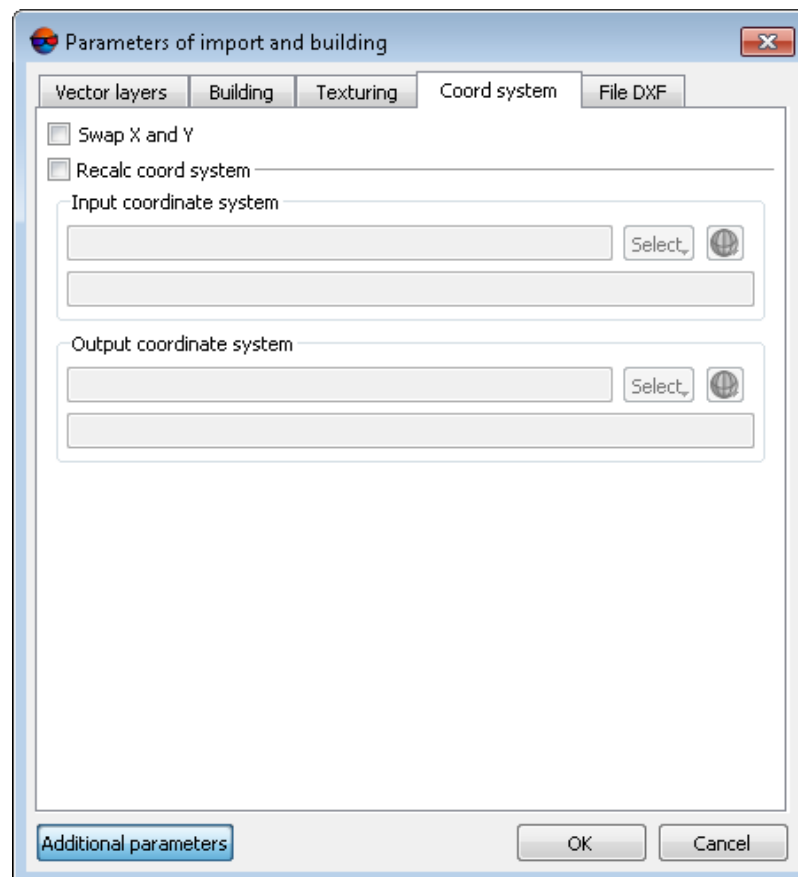 Parameters of import and building
Vector layers Building Texturing Coord system File DXF
Swap X and Y
Recalc coord system
Input coordinate system
Select
Output coordinate system
Select
Additional parameters OK Cancel